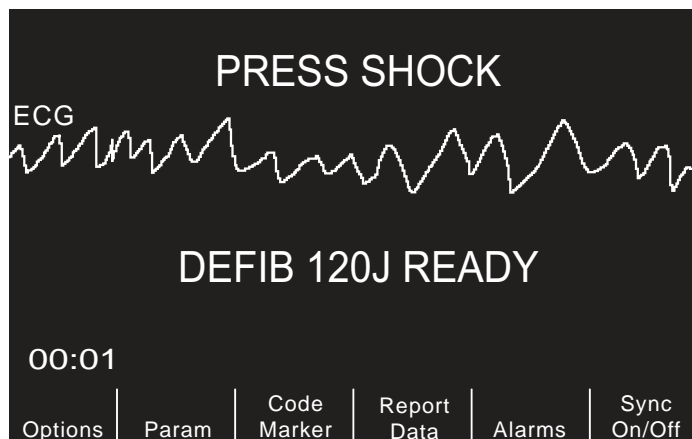 PRESS SHOCK
ECG
DEFIB 120J READY
00:01
Options Param Code Marker Report Data Alarms Sync On/Off